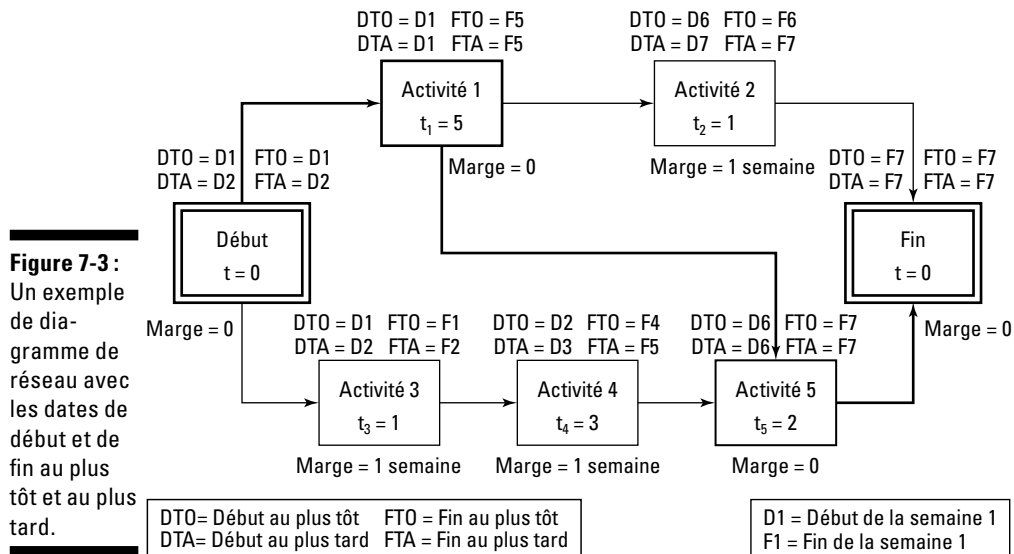 DTO = D1 FTO = F5
DTA = D1 FTA = F5
Activité 1
t₁ = 5
Marge = 0
DTO = D6 FTO = F6
DTA = D7 FTA = F7
Activité 2
t₂ = 1
Marge = 1 semaine
DTO = D1 FTO = D1
DTA = D2 FTA = D2
Début
t = 0
Marge = 0
DTO = F7 FTO = F7
DTA = F7 FTA = F7
Fin
t = 0
Marge = 0
DTO = D1 FTO = F1
DTA = D2 FTA = F2
Activité 3
t₃ = 1
Marge = 1 semaine
DTO = D2 FTO = F4
DTA = D3 FTA = F5
Activité 4
t₄ = 3
Marge = 1 semaine
DTO = D6 FTO = F7
DTA = D6 FTA = F7
Activité 5
t₅ = 2
Marge = 0
Figure 7-3 :
Un exemple
de dia-
gramme de
réseau avec
les dates de
début et de
fin au plus
tôt et au plus
tard.
DTO= Début au plus tôt FTO = Fin au plus tôt
DTA= Début au plus tard FTA = Fin au plus tard
D1 = Début de la semaine 1
F1 = Fin de la semaine 1